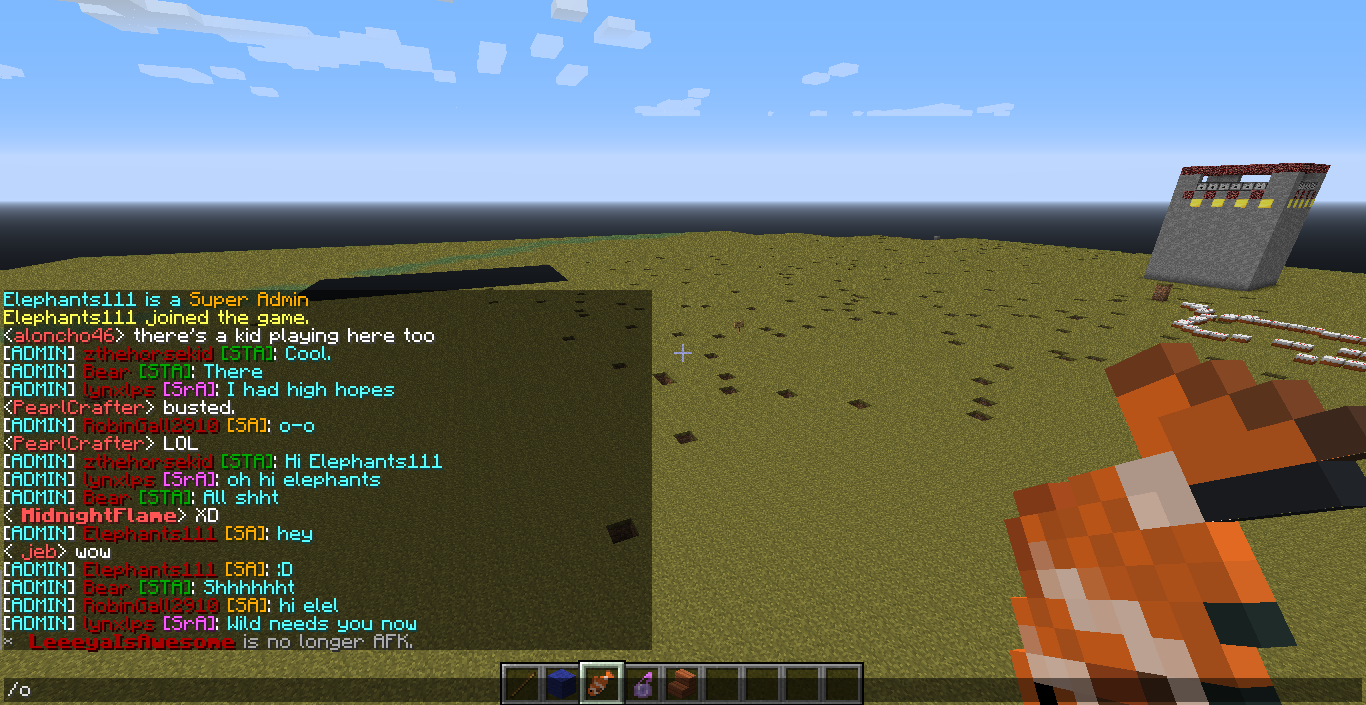 Elephants111 is a Super Admin
Elephants111 joined the game.
<aloncho46> there's a kid playing here too
[ADMIN] zthehorsekid [STA]: Cool.
[ADMIN] Bear [STA]: There
[ADMIN] lynxlps [SrA]: I had high hopes
<PearlCrafter> busted.
[ADMIN] RobinGall2910 [SA]: o-o
<PearlCrafter> LOL
[ADMIN] zthehorsekid [STA]: Hi Elephants111
[ADMIN] lynxlps [SrA]: oh hi elephants
[ADMIN] Bear [STA]: All shht
< MidnightFlame> XD
[ADMIN] Elephants111 [SA]: hey
< jeb> wow
[ADMIN] Elephants111 [SA]: :D
[ADMIN] Bear [STA]: Shhhhhht
[ADMIN] RobinGall2910 [SA]: hi elel
[ADMIN] lynxlps [SrA]: Wild needs you now
* LeeeyaIsAwesome is no longer AFK.
/o